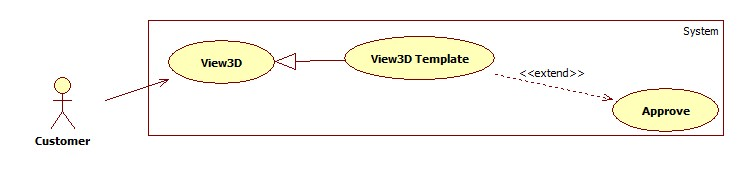 System
View3D
View3D Template
<<extend>>
Approve
Customer